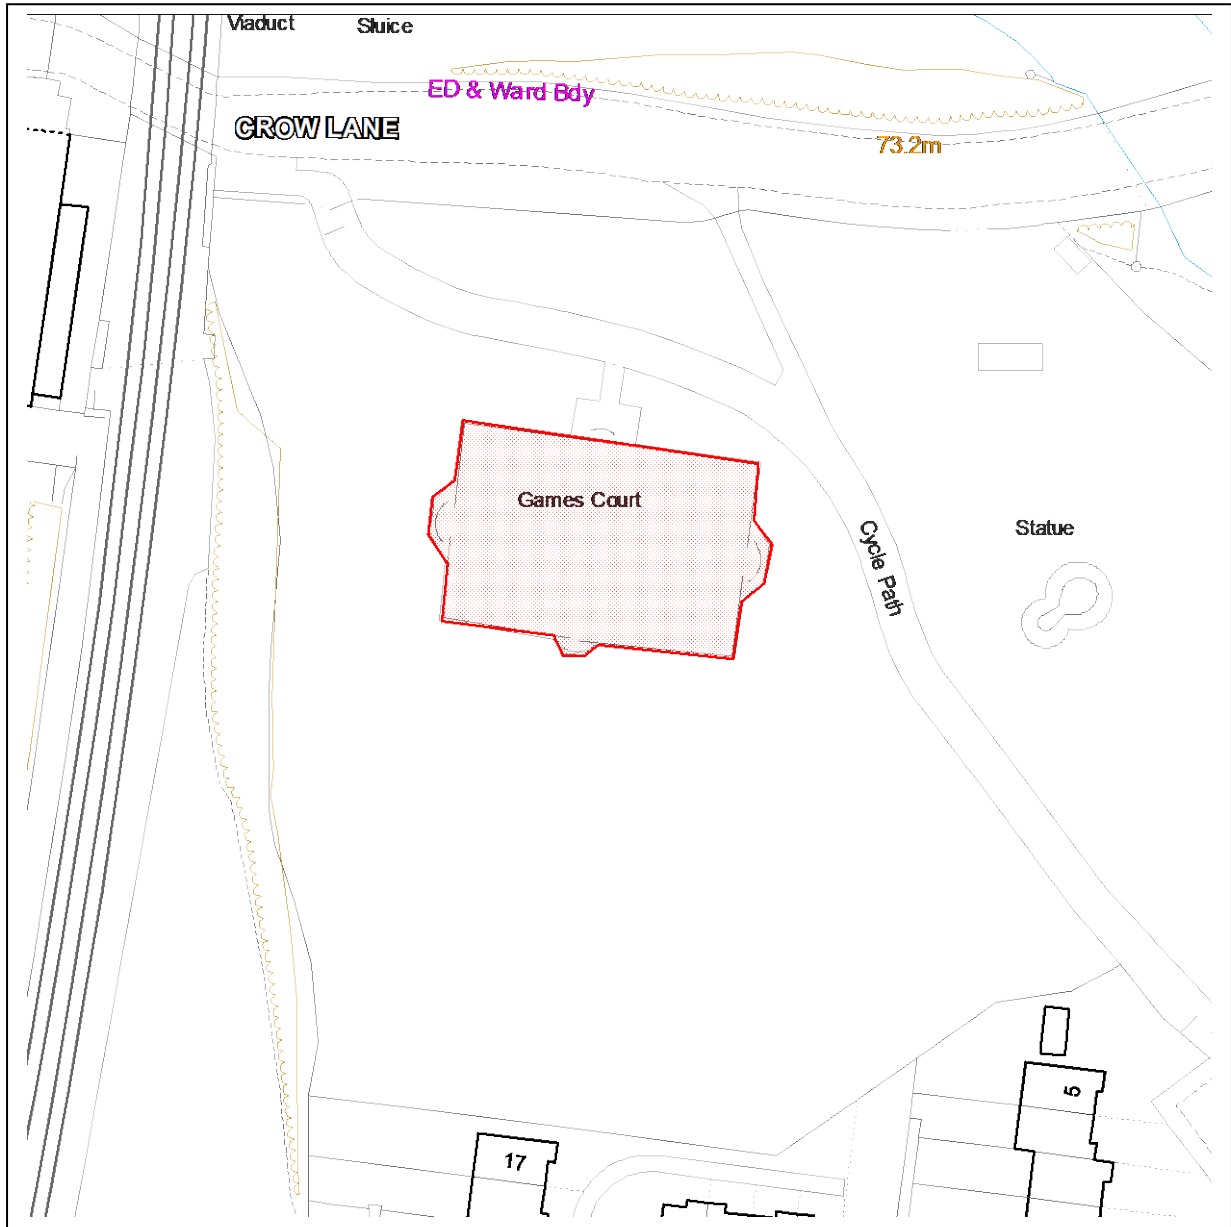 Viaduct
Sluice
ED & Ward Bdy
CROW LANE
73.2m
Games Court
Statue
Cycle Path
5
17